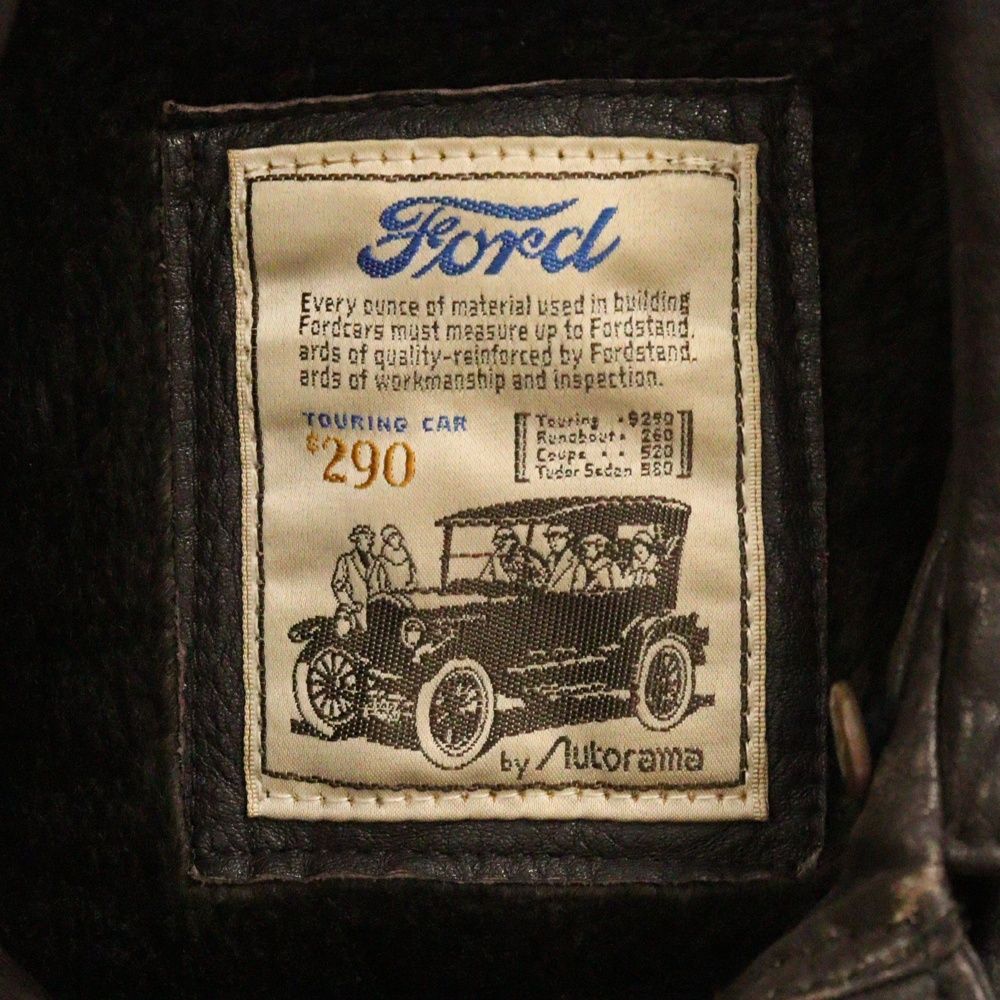 Ford
Every ounce of material used in building
Fordcars must measure up to Fordstand.
ards of quality-reinforced by Fordstand.
ards of workmanship and inspection.
TOURING CAR
$290
Touring . $290
Runabout . 260
Coupe . . 520
Tudor Sedan 580
by Autorama